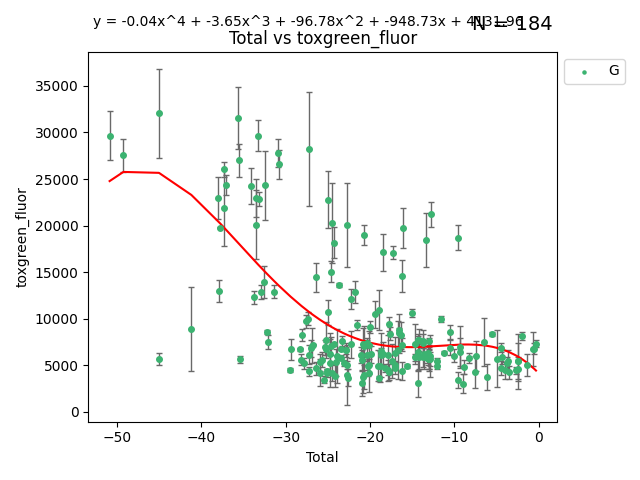 y = -0.04x^4 + -3.65x^3 + -96.78x^2 + -948.73x +
N = 184
Total vs toxgreen_fluor
G
35000
30000
25000
20000
15000
10000
5000
0
toxgreen_fluor
−50
−40
−30
−20
−10
0
Total